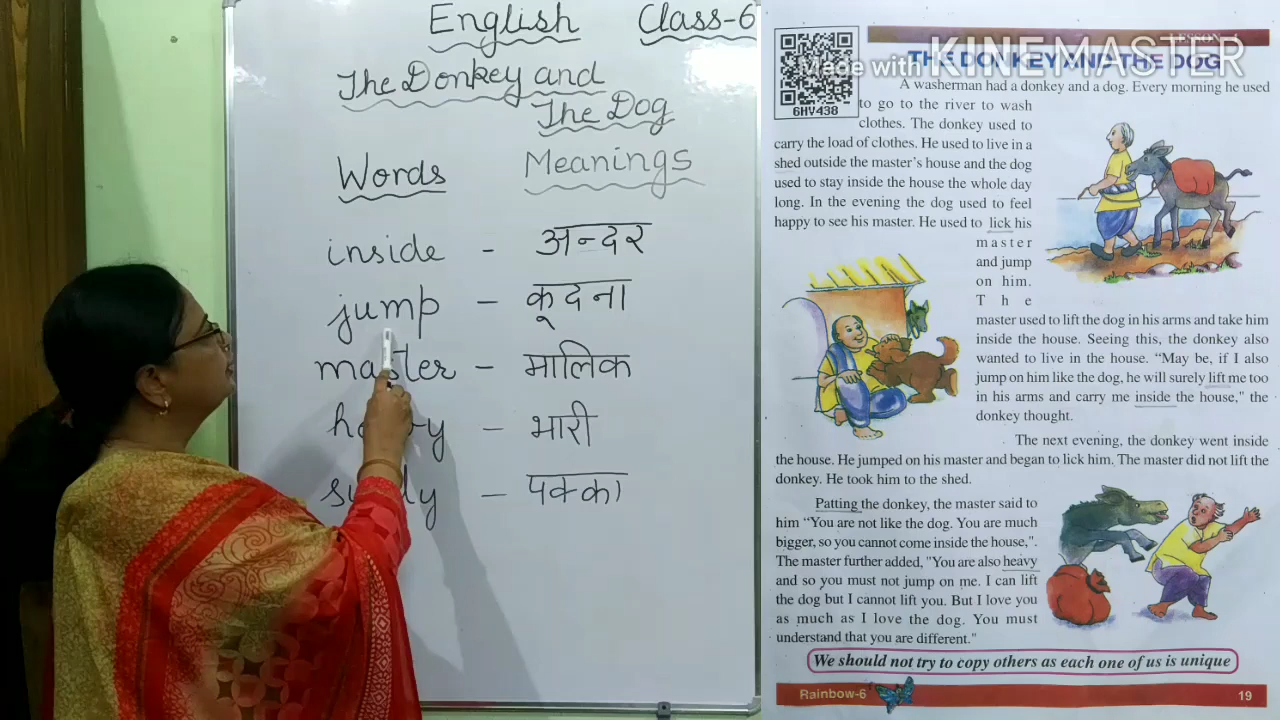 English Class-6
The Donkey and
The Dog
Words Meanings
inside - अन्दर
jump - कूदना
master - मालिक
- भारी
- पक्का
6HV438
LESSON
THE DONKEY AND THE DOG
Made with KINEMASTER
A washerman had a donkey and a dog. Every morning he used
to go to the river to wash
clothes. The donkey used to
carry the load of clothes. He used to live in a
shed outside the master's house and the dog
used to stay inside the house the whole day
long. In the evening the dog used to feel
happy to see his master. He used to lick his
master
and jump
on him.
The
master used to lift the dog in his arms and take him
inside the house. Seeing this, the donkey also
wanted to live in the house. "May be, if I also
jump on him like the dog, he will surely lift me too
in his arms and carry me inside the house," the
donkey thought.
The next evening, the donkey went inside
the house. He jumped on his master and began to lick him. The master did not lift the
donkey. He took him to the shed.
Patting the donkey, the master said to
him "You are not like the dog. You are much
bigger, so you cannot come inside the house,".
The master further added, "You are also heavy
and so you must not jump on me. I can lift
the dog but I cannot lift you. But I love you
as much as I love the dog. You must
understand that you are different."
We should not try to copy others as each one of us is unique
Rainbow-6 19